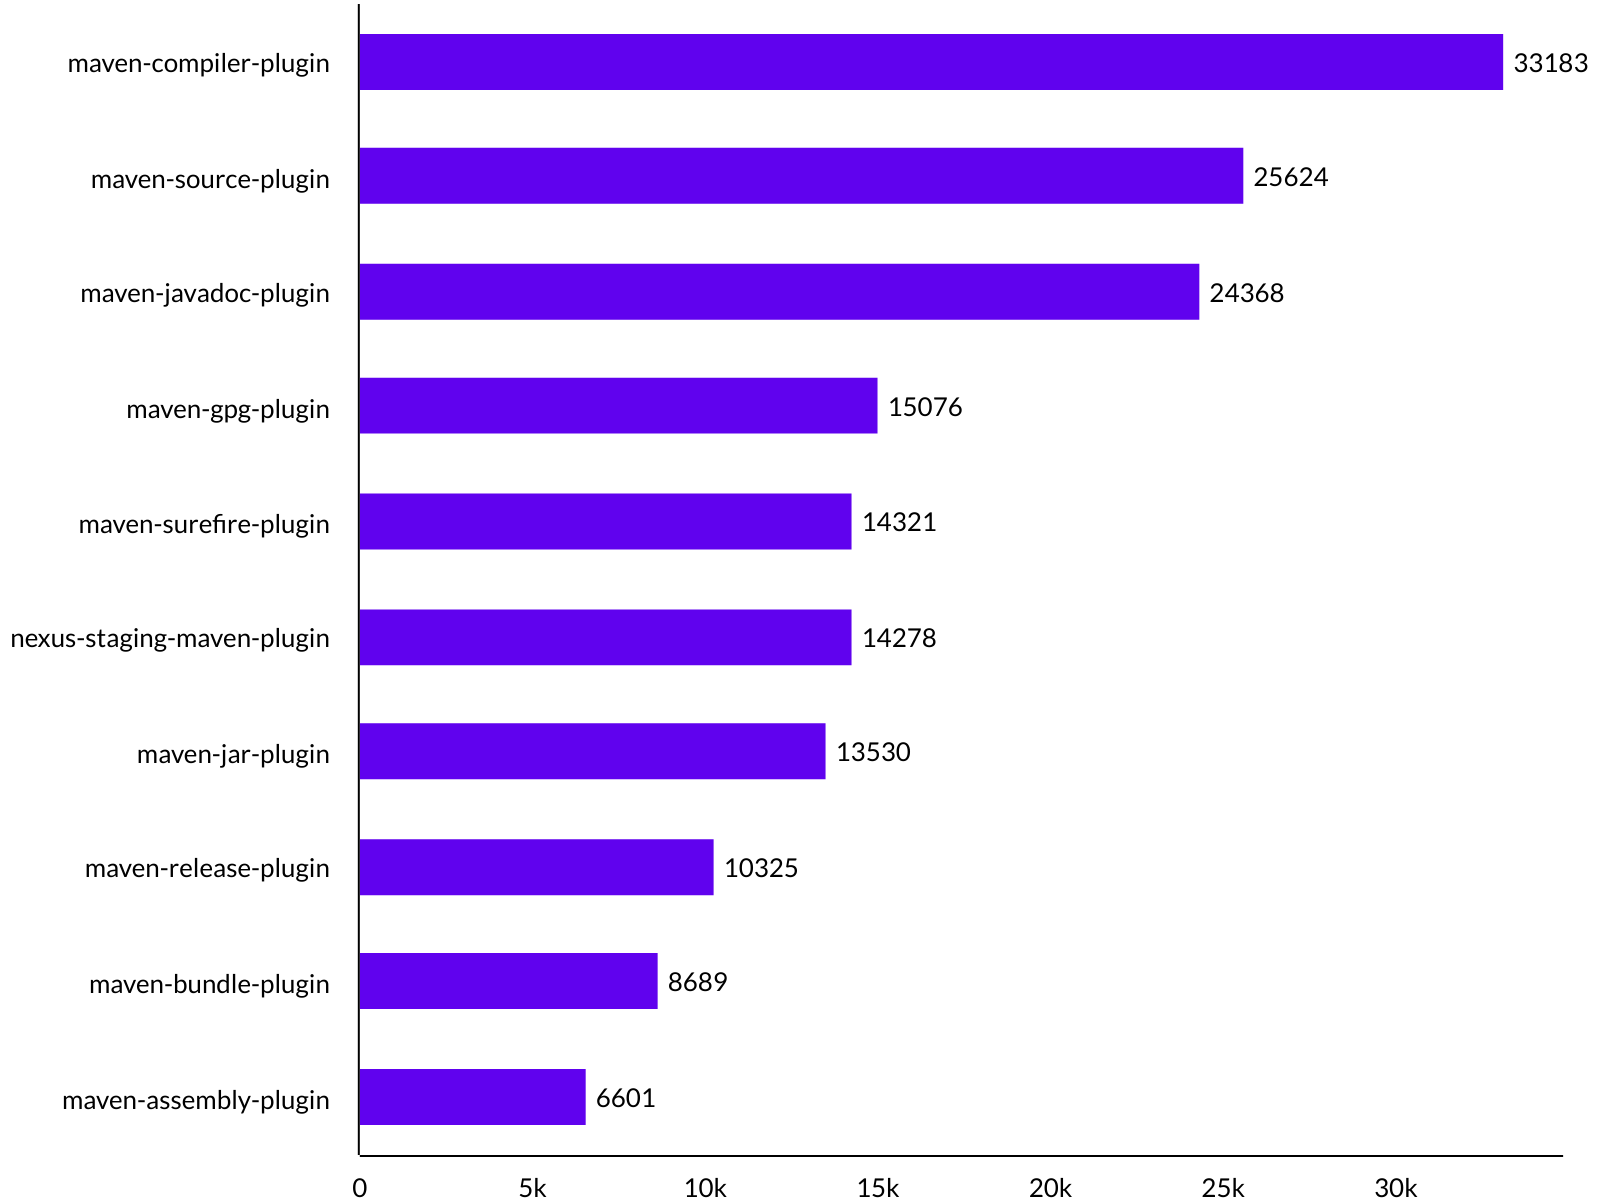 maven-compiler-plugin 33183
maven-source-plugin 25624
maven-javadoc-plugin 24368
maven-gpg-plugin 15076
maven-surefire-plugin 14321
nexus-staging-maven-plugin 14278
maven-jar-plugin 13530
maven-release-plugin 10325
maven-bundle-plugin 8689
maven-assembly-plugin 6601
0 5k 10k 15k 20k 25k 30k